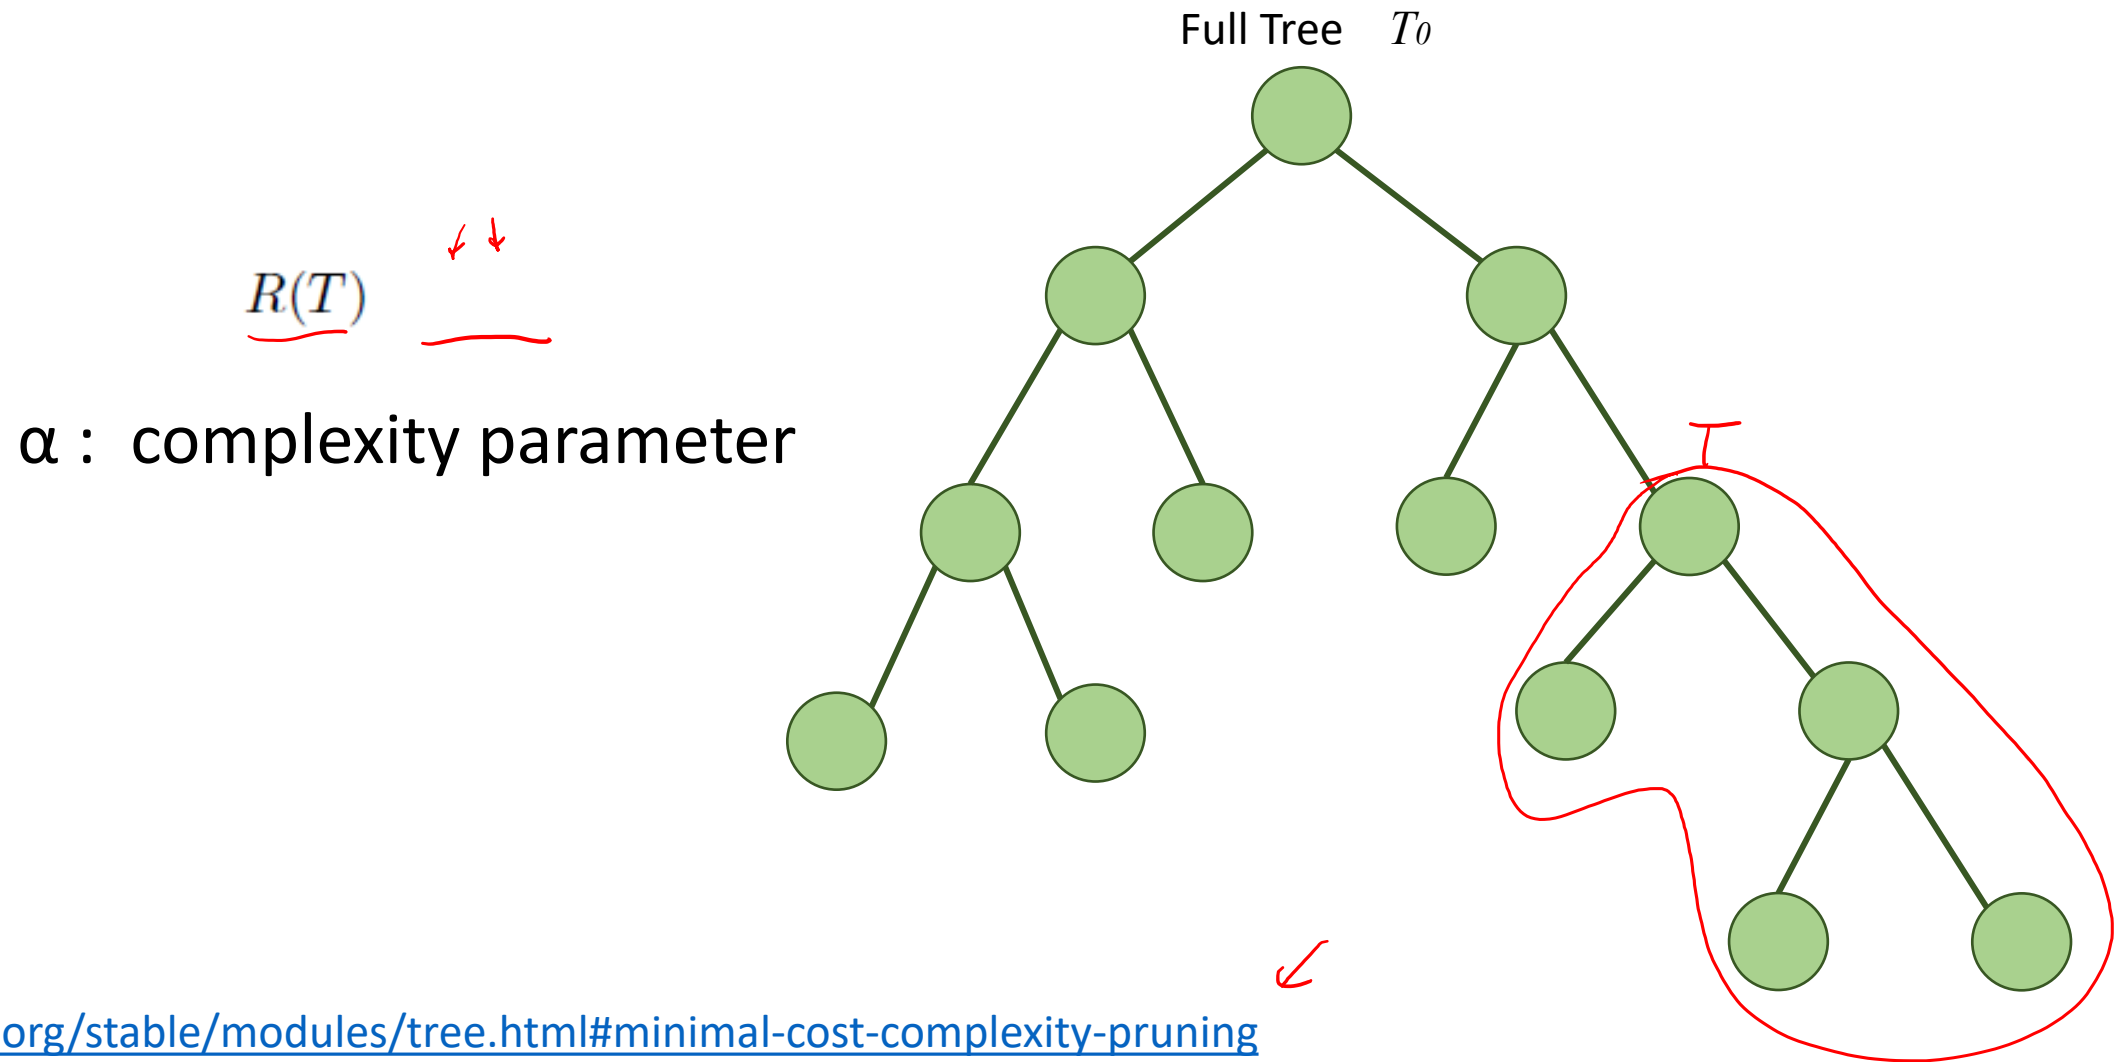 Full Tree T₀
R(T)
α : complexity parameter
T
org/stable/modules/tree.html#minimal-cost-complexity-pruning